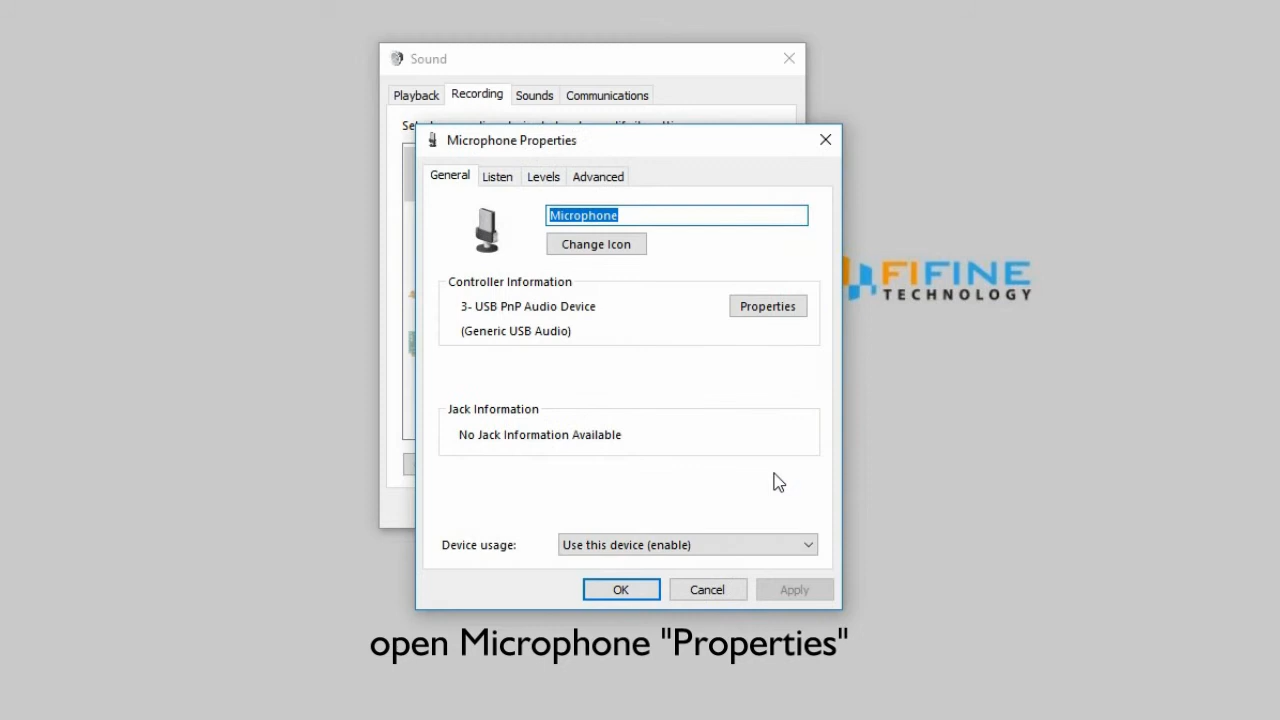 Sound
Playback Recording Sounds Communications
Microphone Properties
General Listen Levels Advanced
Microphone
Change Icon
Controller Information
3- USB PnP Audio Device
Properties
(Generic USB Audio)
FIFINE
TECHNOLOGY
Jack Information
No Jack Information Available
Device usage:
Use this device (enable)
OK Cancel Apply
open Microphone "Properties"